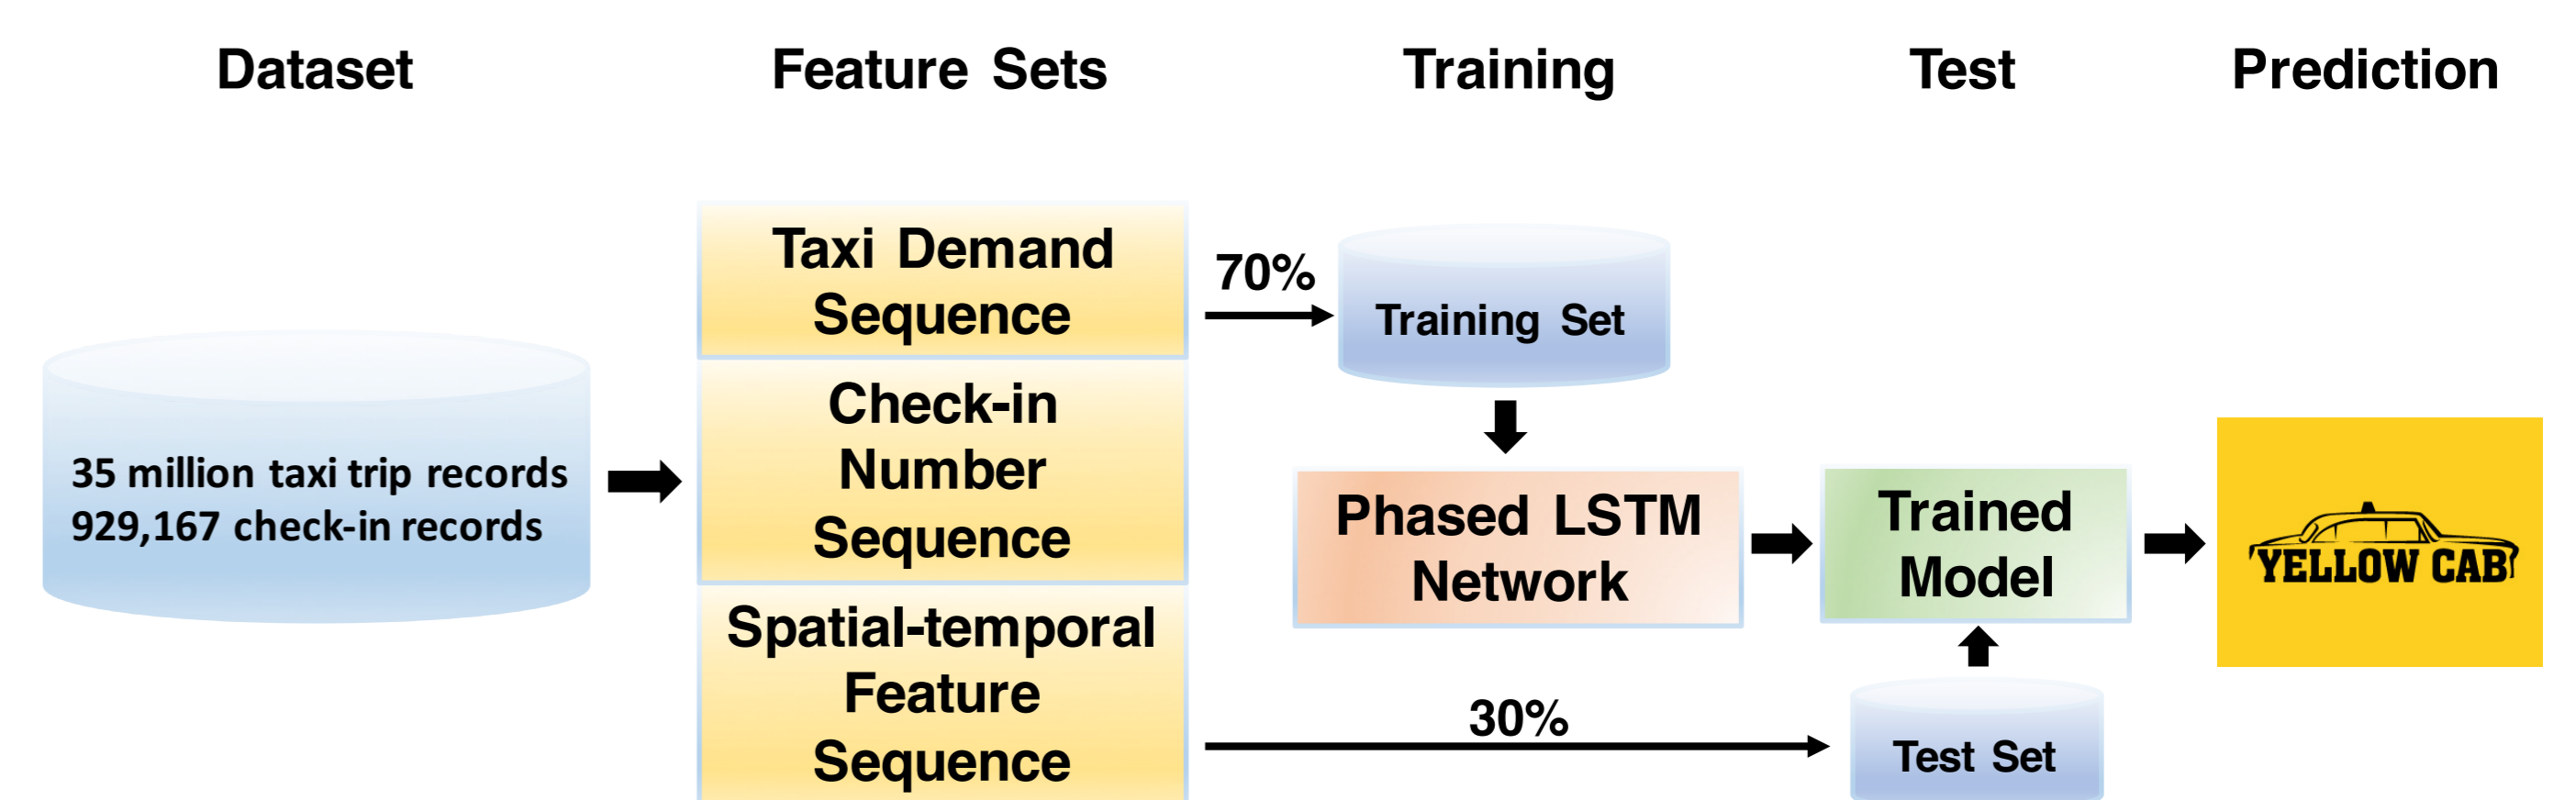 Dataset
Feature Sets
Training
Test
Prediction
35 million taxi trip records
929,167 check-in records
Taxi Demand
Sequence
Check-in
Number
Sequence
Spatial-temporal
Feature
Sequence
70%
Training Set
Phased LSTM
Network
30%
Trained
Model
Test Set
YELLOW CAB